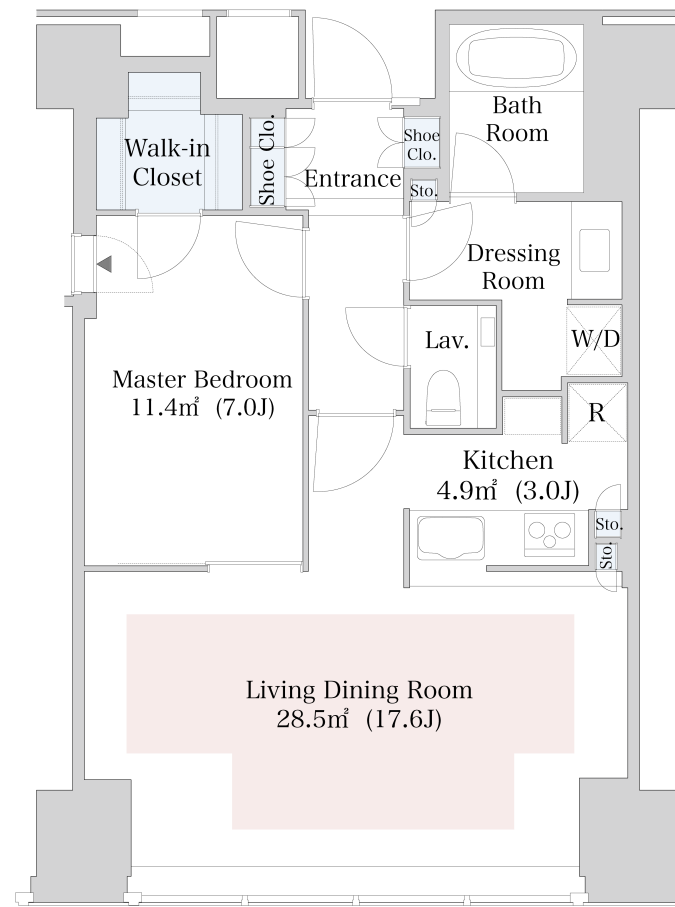 Bath
Room
Walk-in
Closet
Shoe Clo.
Shoe
Clo.
Entrance
Sto.
Dressing
Room
Lav.
W/D
Master Bedroom
11.4㎡ (7.0J)
R
Kitchen
4.9㎡ (3.0J)
Sto.
Sto.
Living Dining Room
28.5㎡ (17.6J)